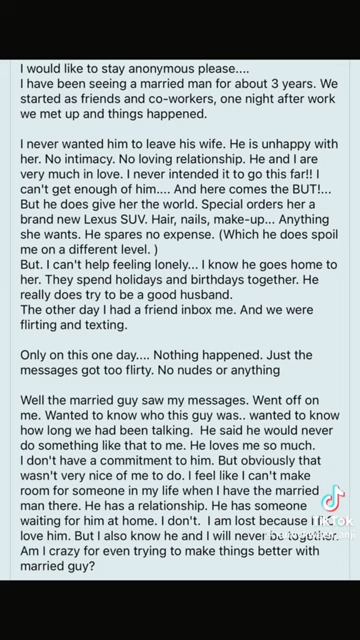 I would like to stay anonymous please....
I have been seeing a married man for about 3 years. We
started as friends and co-workers, one night after work
we met up and things happened.
I never wanted him to leave his wife. He is unhappy with
her. No intimacy. No loving relationship. He and I are
very much in love. I never intended it to go this far!! I
can't get enough of him.... And here comes the BUT!...
But he does give her the world. Special orders her a
brand new Lexus SUV. Hair, nails, make-up... Anything
she wants. He spares no expense. (Which he does spoil
me on a different level. )
But. I can't help feeling lonely... I know he goes home to
her. They spend holidays and birthdays together. He
really does try to be a good husband.
The other day I had a friend inbox me. And we were
flirting and texting.
Only on this one day.... Nothing happened. Just the
messages got too flirty. No nudes or anything
Well the married guy saw my messages. Went off on
me. Wanted to know who this guy was.. wanted to know
how long we had been talking. He said he would never
do something like that to me. He loves me so much.
I don't have a commitment to him. But obviously that
wasn't very nice of me to do. I feel like I can't make
room for someone in my life when I have the married
man there. He has a relationship. He has someone
waiting for him at home. I don't. I am lost because I
love him. But I also know he and I will never be together.
Am I crazy for even trying to make things better with
married guy?
TikTok